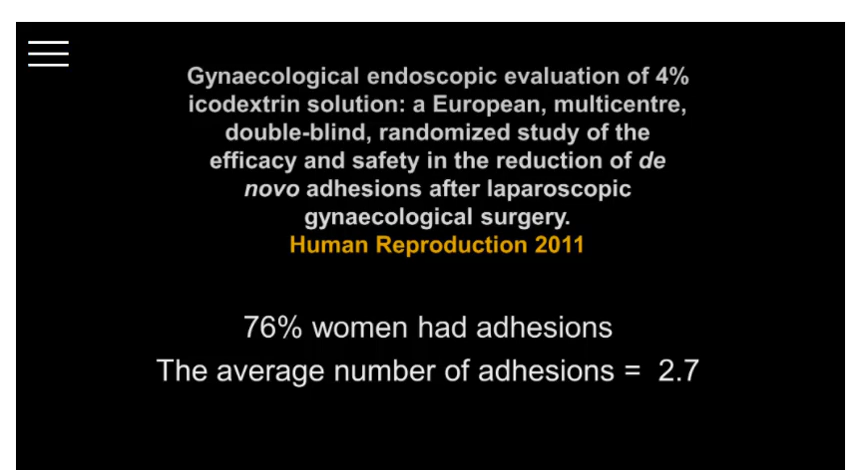 Gynaecological endoscopic evaluation of 4%
icodextrin solution: a European, multicentre,
double-blind, randomized study of the
efficacy and safety in the reduction of de
novo adhesions after laparoscopic
gynaecological surgery.
Human Reproduction 2011
76% women had adhesions
The average number of adhesions = 2.7